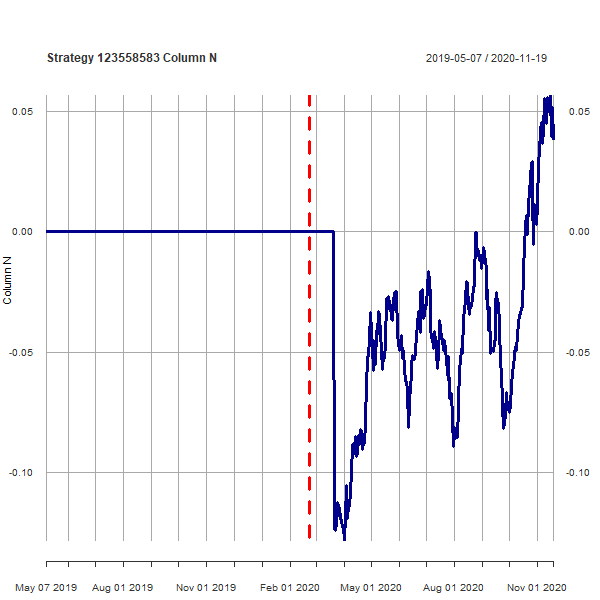 Strategy 123558583 Column N
2019-05-07 / 2020-11-19
0.05
0.05
0.00
0.00
Column N
-0.05
-0.05
-0.10
-0.10
May 07 2019
Aug 01 2019
Nov 01 2019
Feb 01 2020
May 01 2020
Aug 01 2020
Nov 01 2020